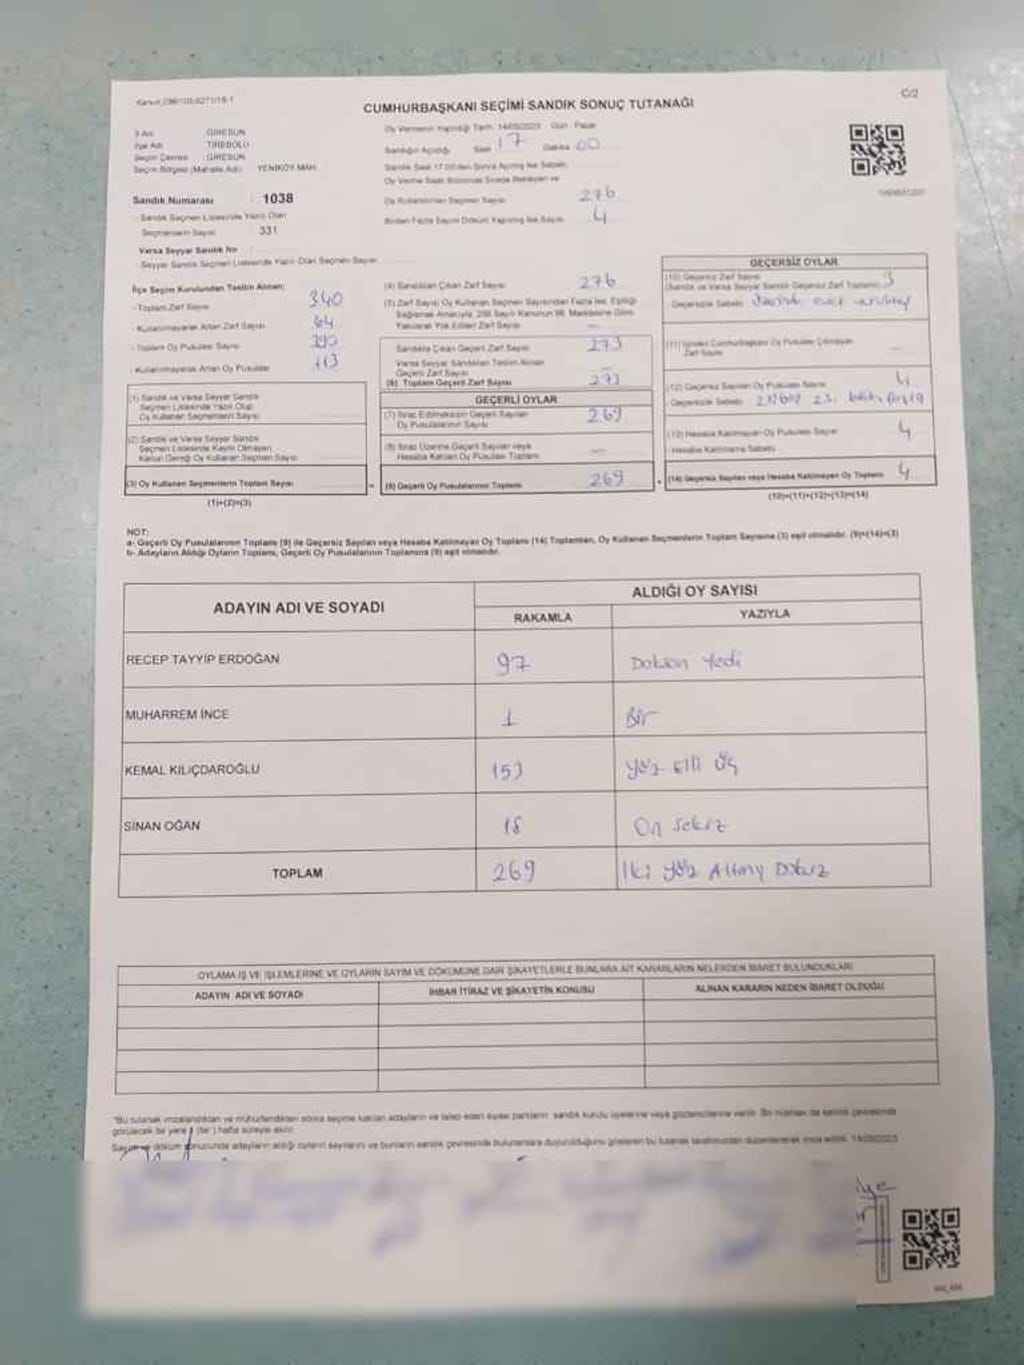 C/2
CUMHURBAŞKANI SEÇİMİ SANDIK SONUÇ TUTANAĞI
İl Adı : GİRESUN
İlçe Adı : TİREBOLU
Seçim Çevresi : GİRESUN
Seçim Bölgesi (Mahalle Adı) : YENİKÖY MAH.
Sandık Numarası : 1038
- Sandık Seçmen Listesinde Yazılı Olan
Seçmenlerin Sayısı : 331
Varsa Seyyar Sandık No :
- Seyyar Sandık Seçmen Listesinde Yazılı Olan Seçmen Sayısı
Oy Vermenin Yapıldığı Tarih: 14/05/2023 Gün: Pazar
Sandığın Açıldığı Saat 17 Dakika 00
Sandık Saat 17.00'den Sonra Açılmış İse Sebebi
Oy Kullandırılan Seçmen Sayısı 276
Birden Fazla Sayım Döküm Yapılmış İse Sayısı 4
İlçe Seçim Kurulundan Teslim Alınan;
- Toplam Zarf Sayısı 340
- Kullanılmayarak Artan Zarf Sayısı 64
- Toplam Oy Pusulası Sayısı 390
- Kullanılmayarak Artan Oy Pusulası 113
(1) Sandık ve Varsa Seyyar Sandık
Seçmen Listesinde Yazılı Olup
Oy Kullanan Seçmenlerin Sayısı
(2) Sandık ve Varsa Seyyar Sandık
Seçmen Listesinde Kayıtlı Olmayan
Kanun Gereği Oy Kullanan Seçmen Sayısı
(3) Oy Kullanan Seçmenlerin Toplam Sayısı
(1)+(2)=(3)
(4) Sandıktan Çıkan Zarf Sayısı 276
(5) Zarf Sayısı Oy Kullanan Seçmen Sayısından Fazla İse, Eşitliği
Sağlamak Amacıyla, 298 Sayılı Kanunun 98. Maddesine Göre
Yakılarak Yok Edilen Zarf Sayısı —
Sandıkta Çıkan Geçerli Zarf Sayısı 273
Varsa Seyyar Sandıktan Teslim Alınan
Geçerli Zarf Sayısı
(6) Toplam Geçerli Zarf Sayısı 273
GEÇERLİ OYLAR
(7) İtiraz Edilmeksizin Geçerli Sayılan
Oy Pusulalarının Sayısı 269
(8) İtiraz Üzerine Geçerli Sayılan veya
Hesaba Katılan Oy Pusulası Toplamı —
(9) Geçerli Oy Pusulalarının Toplamı 269
GEÇERSİZ OYLAR
(10) Geçersiz Zarf Sayısı 3
(Sandık ve Varsa Seyyar Sandık Geçersiz Zarf Toplamı)
Geçersizlik Sebebi
(11) İçinden Cumhurbaşkanı Oy Pusulası Çıkmayan
Zarf Sayısı —
(12) Geçersiz Sayılan Oy Pusulası Sayısı 4
Geçersizlik Sebebi
(13) Hesaba Katılmayan Oy Pusulası Sayısı 4
Hesaba Katılmama Sebebi
(14) Geçersiz Sayılan veya Hesaba Katılmayan Oy Toplamı 4
(10)+(11)+(12)+(13)=(14)
NOT:
a- Geçerli Oy Pusulalarının Toplamı (9) ile Geçersiz Sayılan veya Hesaba Katılmayan Oy Toplamı (14) Toplamları, Oy Kullanan Seçmenlerin Toplam Sayısına (3) eşit olmalıdır. (9)+(14)=(3)
b- Adayların Aldığı Oyların Toplamı, Geçerli Oy Pusulalarının Toplamına (9) eşit olmalıdır.
ADAYIN ADI VE SOYADI
ALDIĞI OY SAYISI
RAKAMLA YAZIYLA
RECEP TAYYİP ERDOĞAN 97 Doksan Yedi
MUHARREM İNCE 1 Bir
KEMAL KILIÇDAROĞLU 153 Yüz Elli Üç
SİNAN OĞAN 18 On Sekiz
TOPLAM 269 İki Yüz Altmış Dokuz
OYLAMA İŞ VE İŞLEMLERİNE VE OYLARIN SAYIM VE DÖKÜMÜNE DAİR ŞİKAYETLERLE BUNLARA AİT KARARLARIN NELERDEN İBARET BULUNDUKLARI
ADAYIN ADI VE SOYADI İHBAR İTİRAZ VE ŞİKAYETİN KONUSU ALINAN KARARIN NEDEN İBARET OLDUĞU
"Bu tutanak imzalandıktan ve mühürlendikten sonra seçime katılan adayların ve talep eden siyasi partilerin sandık kurulu üyelerine veya gözlemcilerine verilir. Bir nüshası da sandık çevresinde
görülecek bir yere 1 (bir) hafta süreyle asılır.
Sayım ve döküm sonucunda adayların aldığı oyların sayılarını ve bunların sandık çevresinde bulunanlara duyurulduğunu gösteren bu tutanak tarafımızdan düzenlenerek imza edildi. 14/05/2023